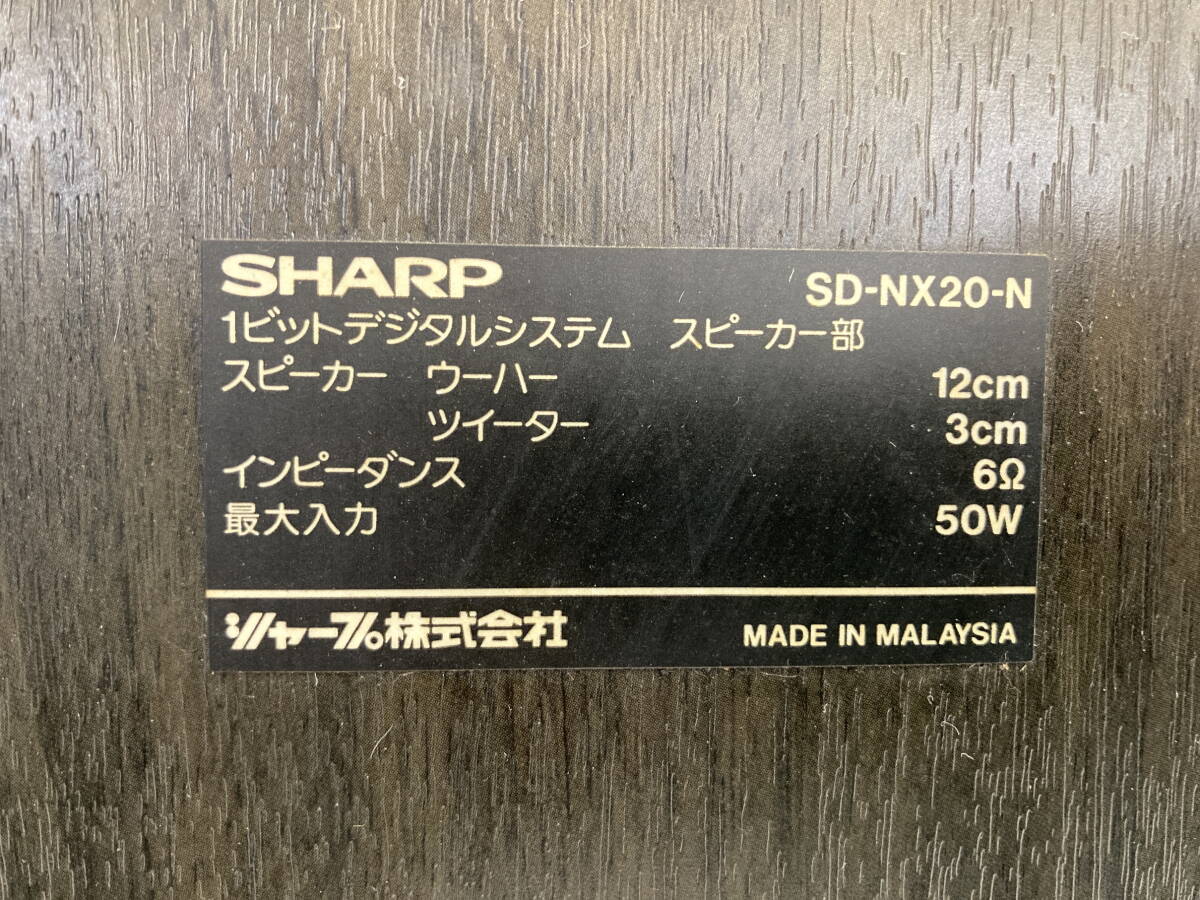 SHARP SD-NX20-N
1ビットデジタルシステム スピーカー部
スピーカー ウーハー 12cm
ツイーター 3cm
インピーダンス 6Ω
最大入力 50W
シャープ株式会社 MADE IN MALAYSIA